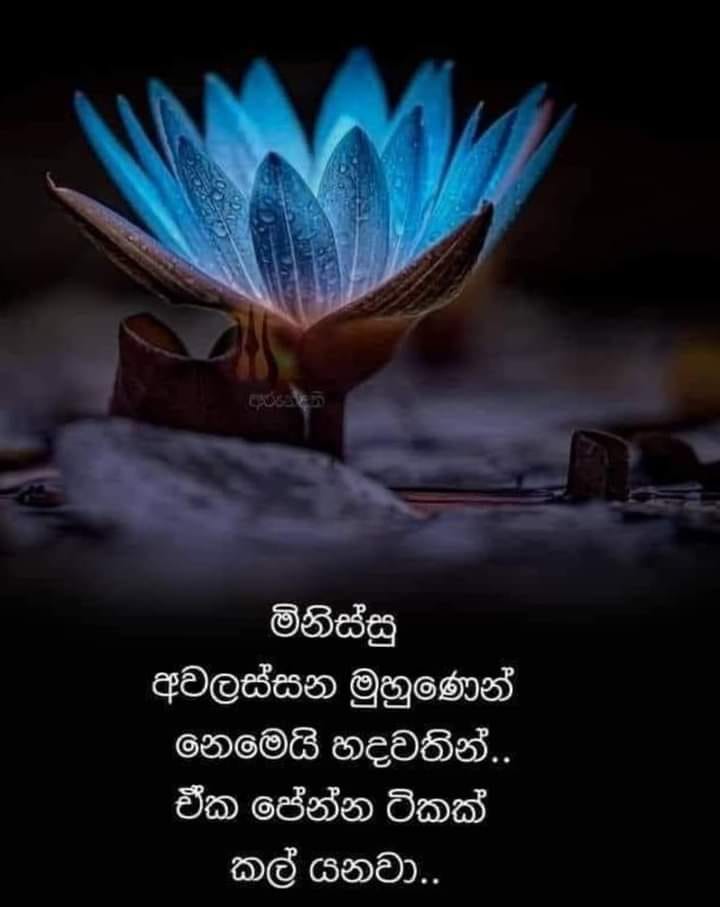 මිනිස්සු
අවලස්සන මුහුණෙන්
නෙමෙයි හදවතින්..
ඒක පේන්න ටිකක්
කල් යනවා..